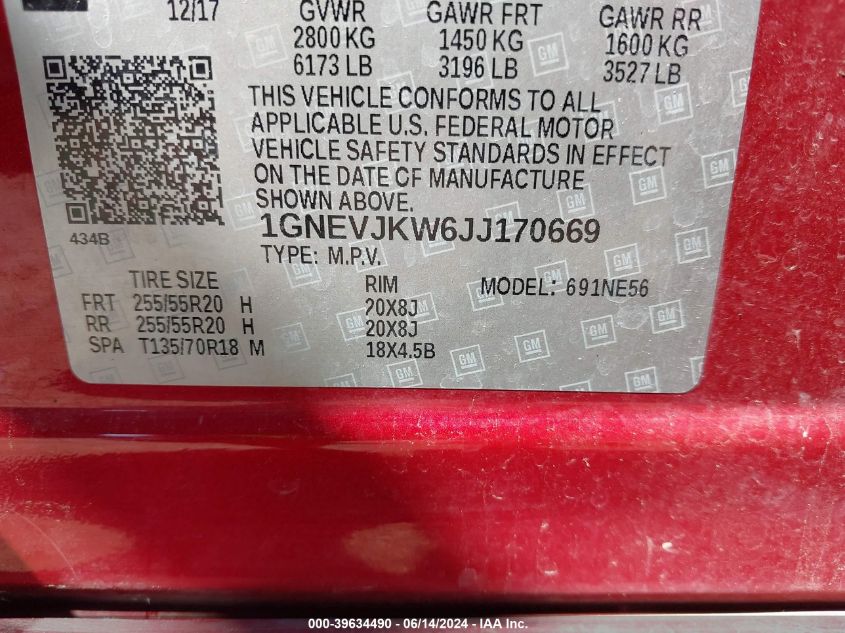 12/17 GVWR GAWR FRT GAWR RR
2800 KG 1450 KG 1600 KG
6173 LB 3196 LB 3527 LB
THIS VEHICLE CONFORMS TO ALL
APPLICABLE U.S. FEDERAL MOTOR
VEHICLE SAFETY STANDARDS IN EFFECT
ON THE DATE OF MANUFACTURE
SHOWN ABOVE.
434B 1GNEVJKW6JJ170669
TYPE: M.P.V.
TIRE SIZE RIM MODEL: 691NE56
FRT 255/55R20 H 20X8J
RR 255/55R20 H 20X8J
SPA T135/70R18 M 18X4.5B
000-39634490 - 06/14/2024 - IAA Inc.